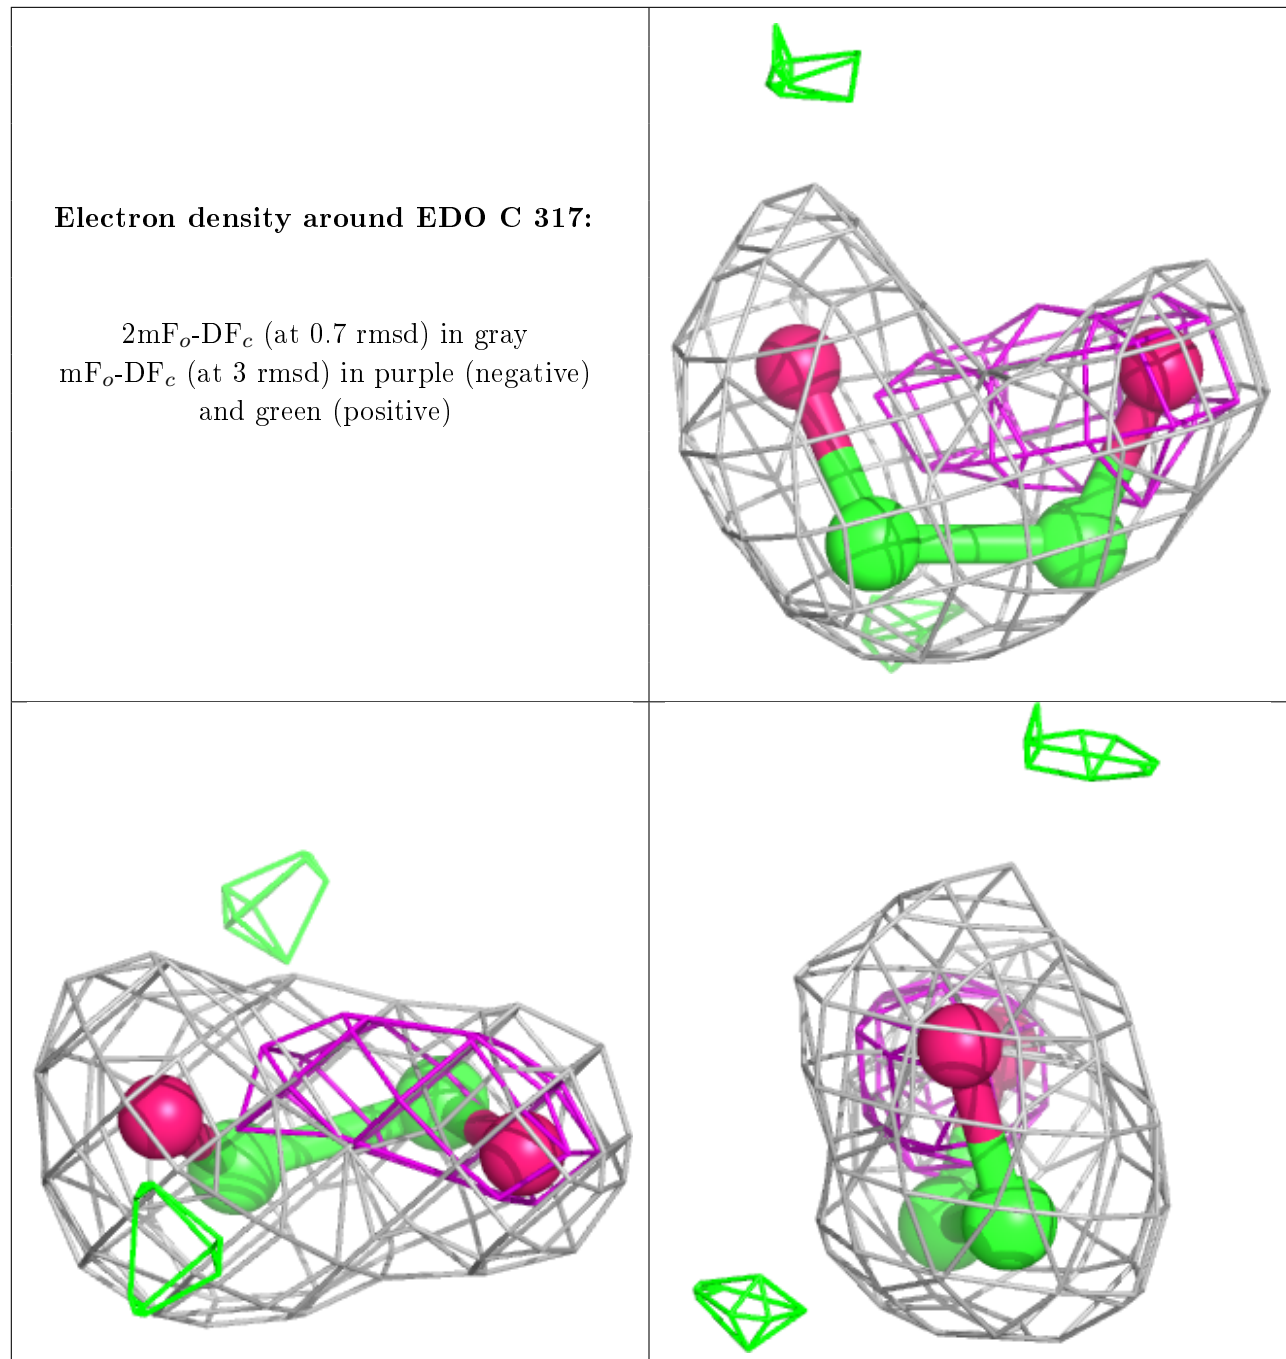 Electron density around EDO C 317:
2mFo-DFc (at 0.7 rmsd) in gray
mFo-DFc (at 3 rmsd) in purple (negative)
and green (positive)